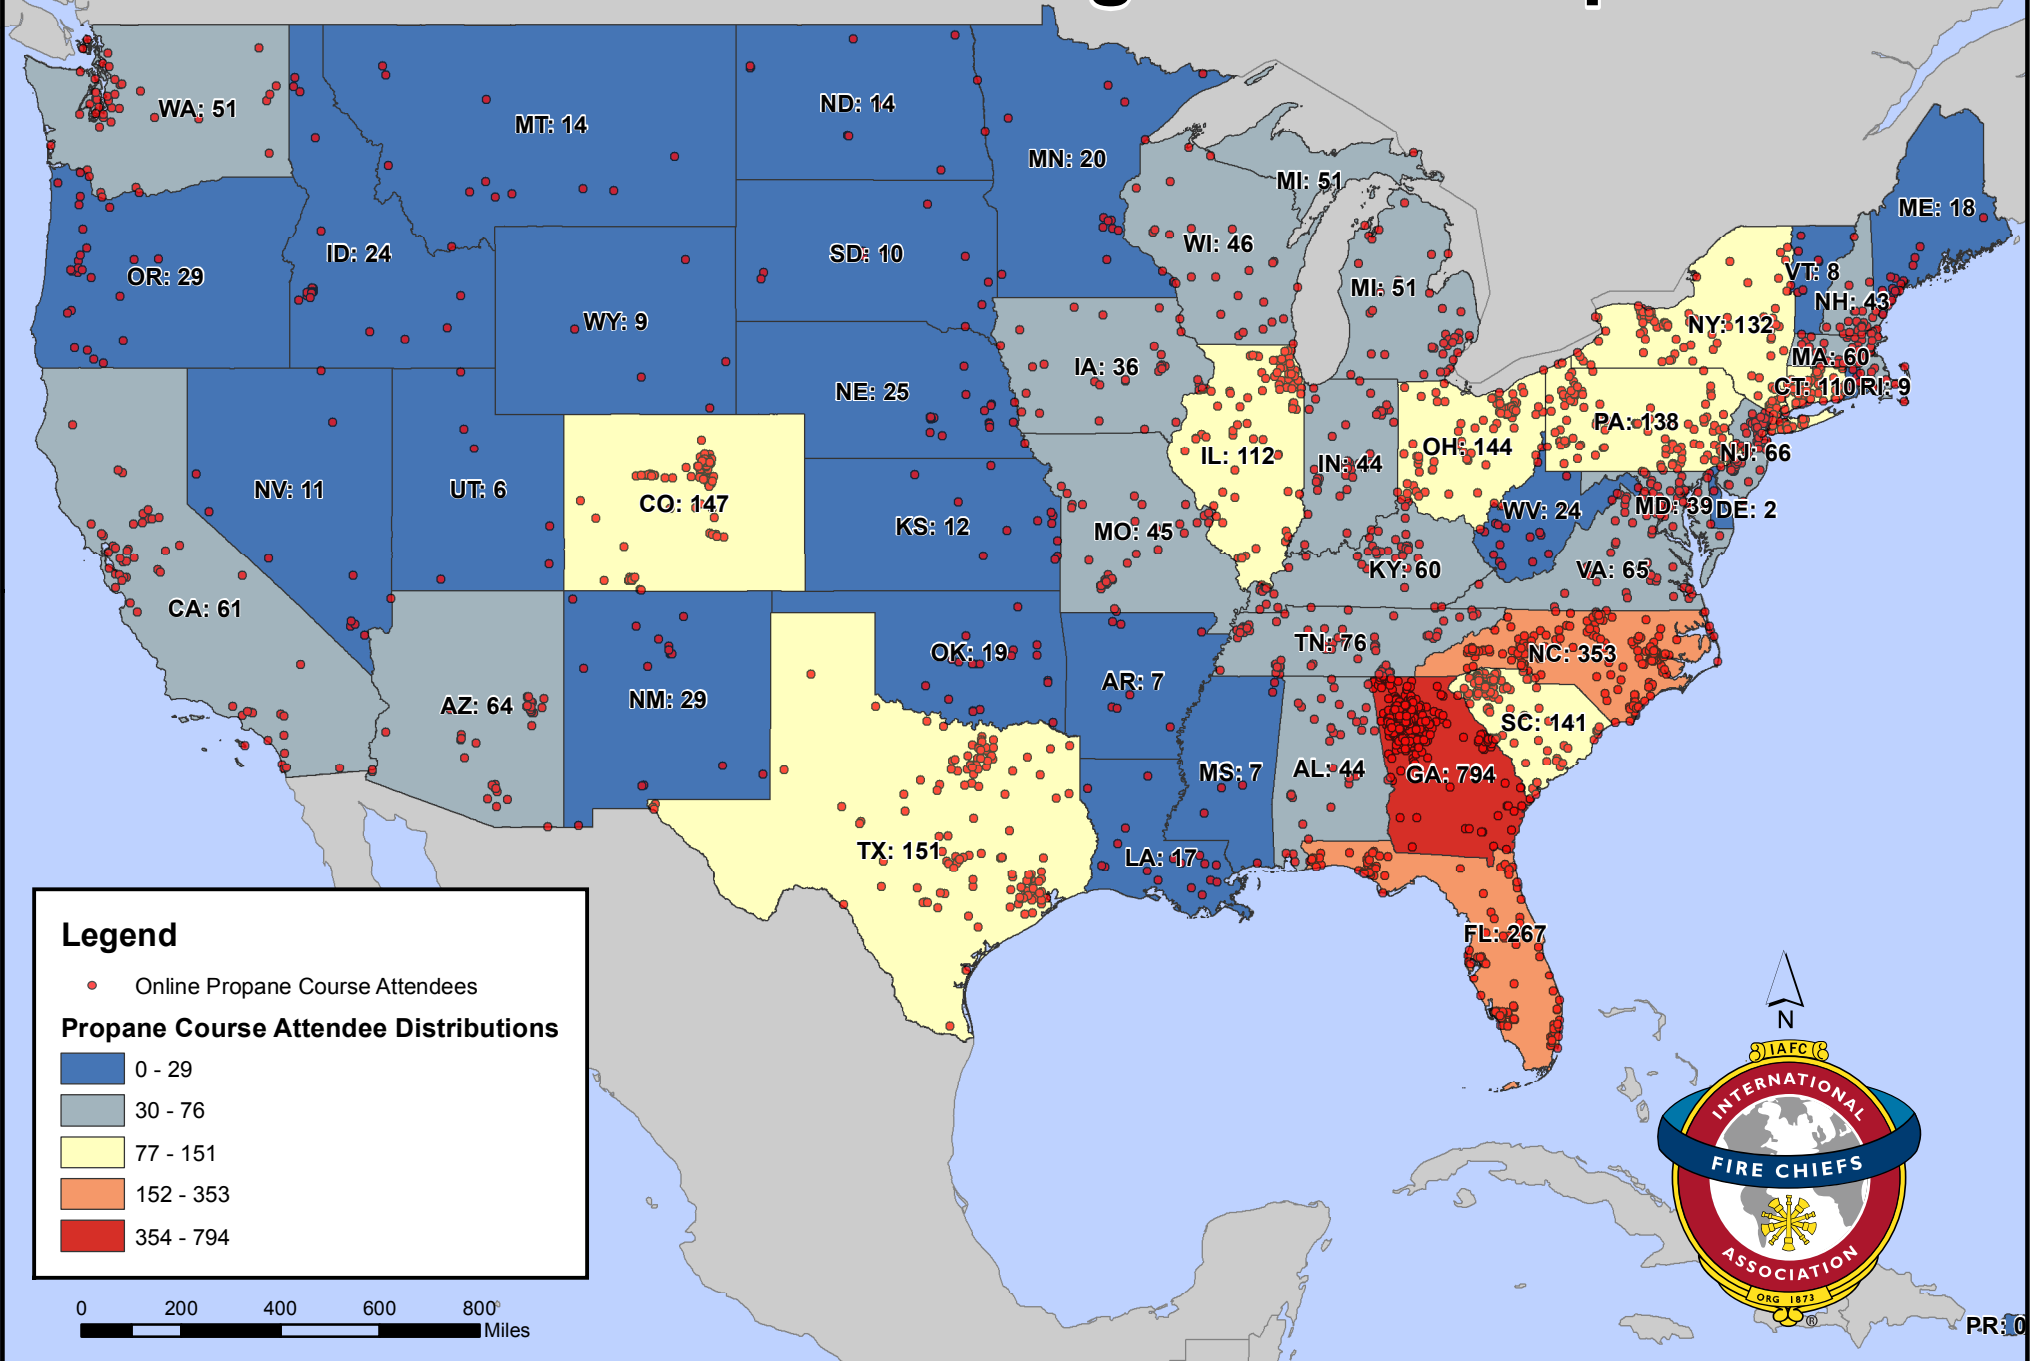 WA: 51
MT: 14
ND: 14
MN: 20
MI: 51
ME: 18
OR: 29
ID: 24
SD: 10
WI: 46
MI: 51
VT: 8
NH: 43
WY: 9
NY: 132
MA: 60
IA: 36
CT: 110
RI: 9
NE: 25
PA: 138
OH: 144
NJ: 66
IL: 112
IN: 44
NV: 11
UT: 6
CO: 147
WV: 24
MD: 39
DE: 2
KS: 12
MO: 45
KY: 60
VA: 65
CA: 61
TN: 76
OK: 19
NC: 353
AR: 7
AZ: 64
NM: 29
SC: 141
MS: 7
AL: 44
GA: 794
TX: 151
LA: 17
FL: 267
Legend
Online Propane Course Attendees
Propane Course Attendee Distributions
0 - 29
30 - 76
77 - 151
152 - 353
354 - 794
0 200 400 600 800
Miles
N
IAFC
INTERNATIONAL
FIRE CHIEFS
ASSOCIATION
ORG 1873
®
PR: 0